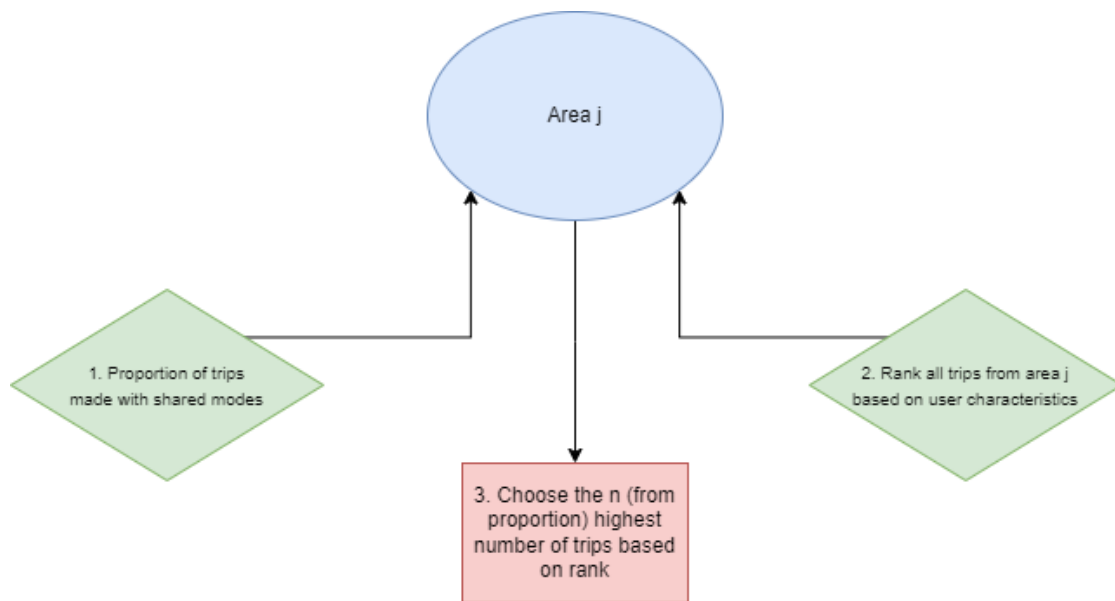 Area j
1. Proportion of trips
made with shared modes
2. Rank all trips from area j
based on user characteristics
3. Choose the n (from
proportion) highest
number of trips based
on rank